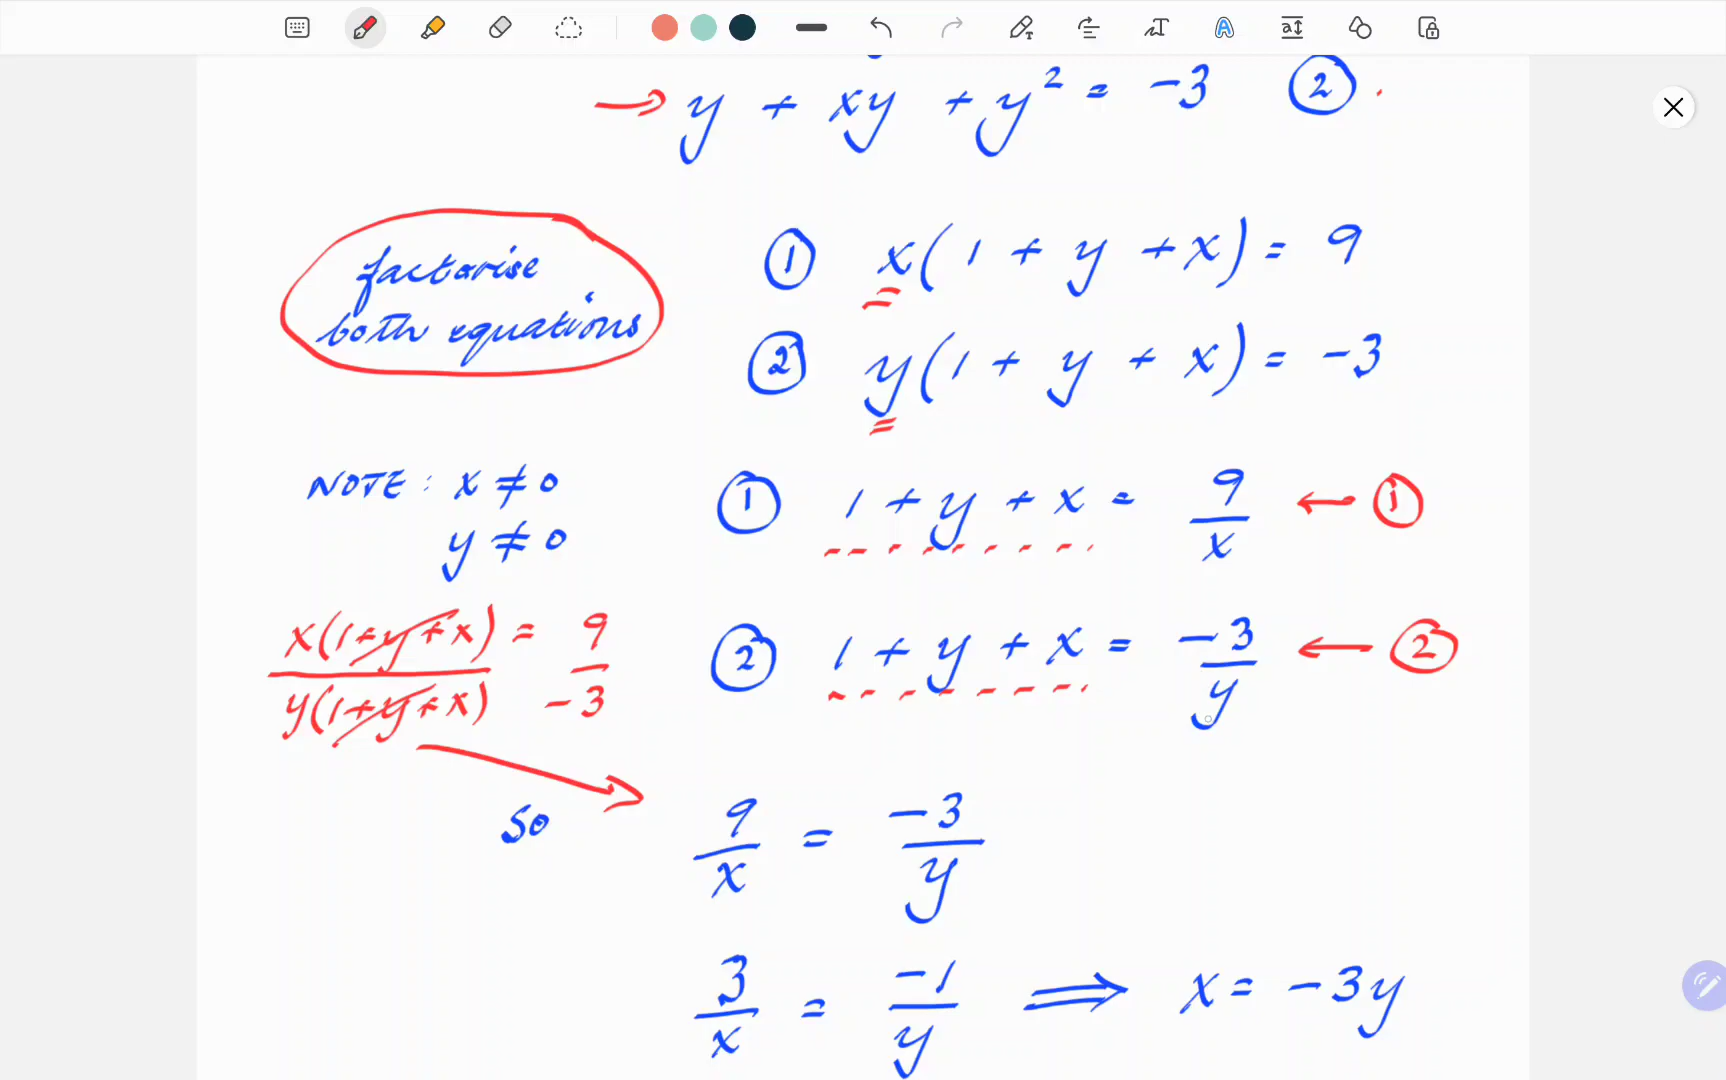 → y + xy + y² = -3 ② .
factorise
both equations
① x(1 + y + x) = 9
② y(1 + y + x) = -3
NOTE : x ≠ 0
y ≠ 0
① 1 + y + x = 9/x ← ①
x(1+y+x)/y(1+y+x) = 9/-3
② 1 + y + x = -3/y ← ②
so 9/x = -3/y
3/x = -1/y ⟹ x = -3y